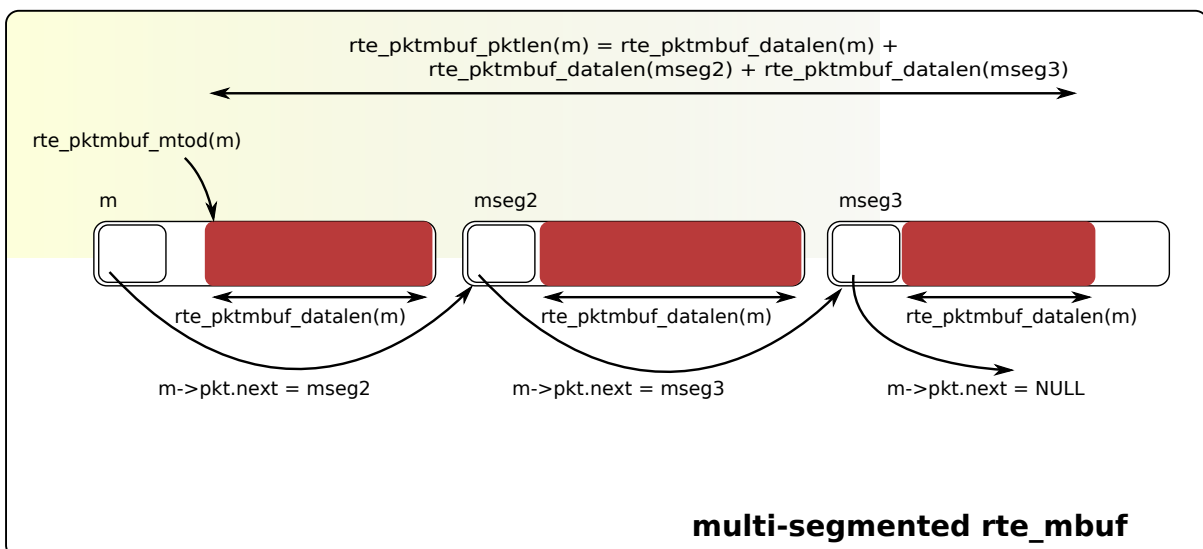 rte_pktmbuf_pktlen(m) = rte_pktmbuf_datalen(m) +
rte_pktmbuf_datalen(mseg2) + rte_pktmbuf_datalen(mseg3)
rte_pktmbuf_mtod(m)
m
mseg2
mseg3
rte_pktmbuf_datalen(m)
rte_pktmbuf_datalen(m)
rte_pktmbuf_datalen(m)
m->pkt.next = mseg2
m->pkt.next = mseg3
m->pkt.next = NULL
multi-segmented rte_mbuf